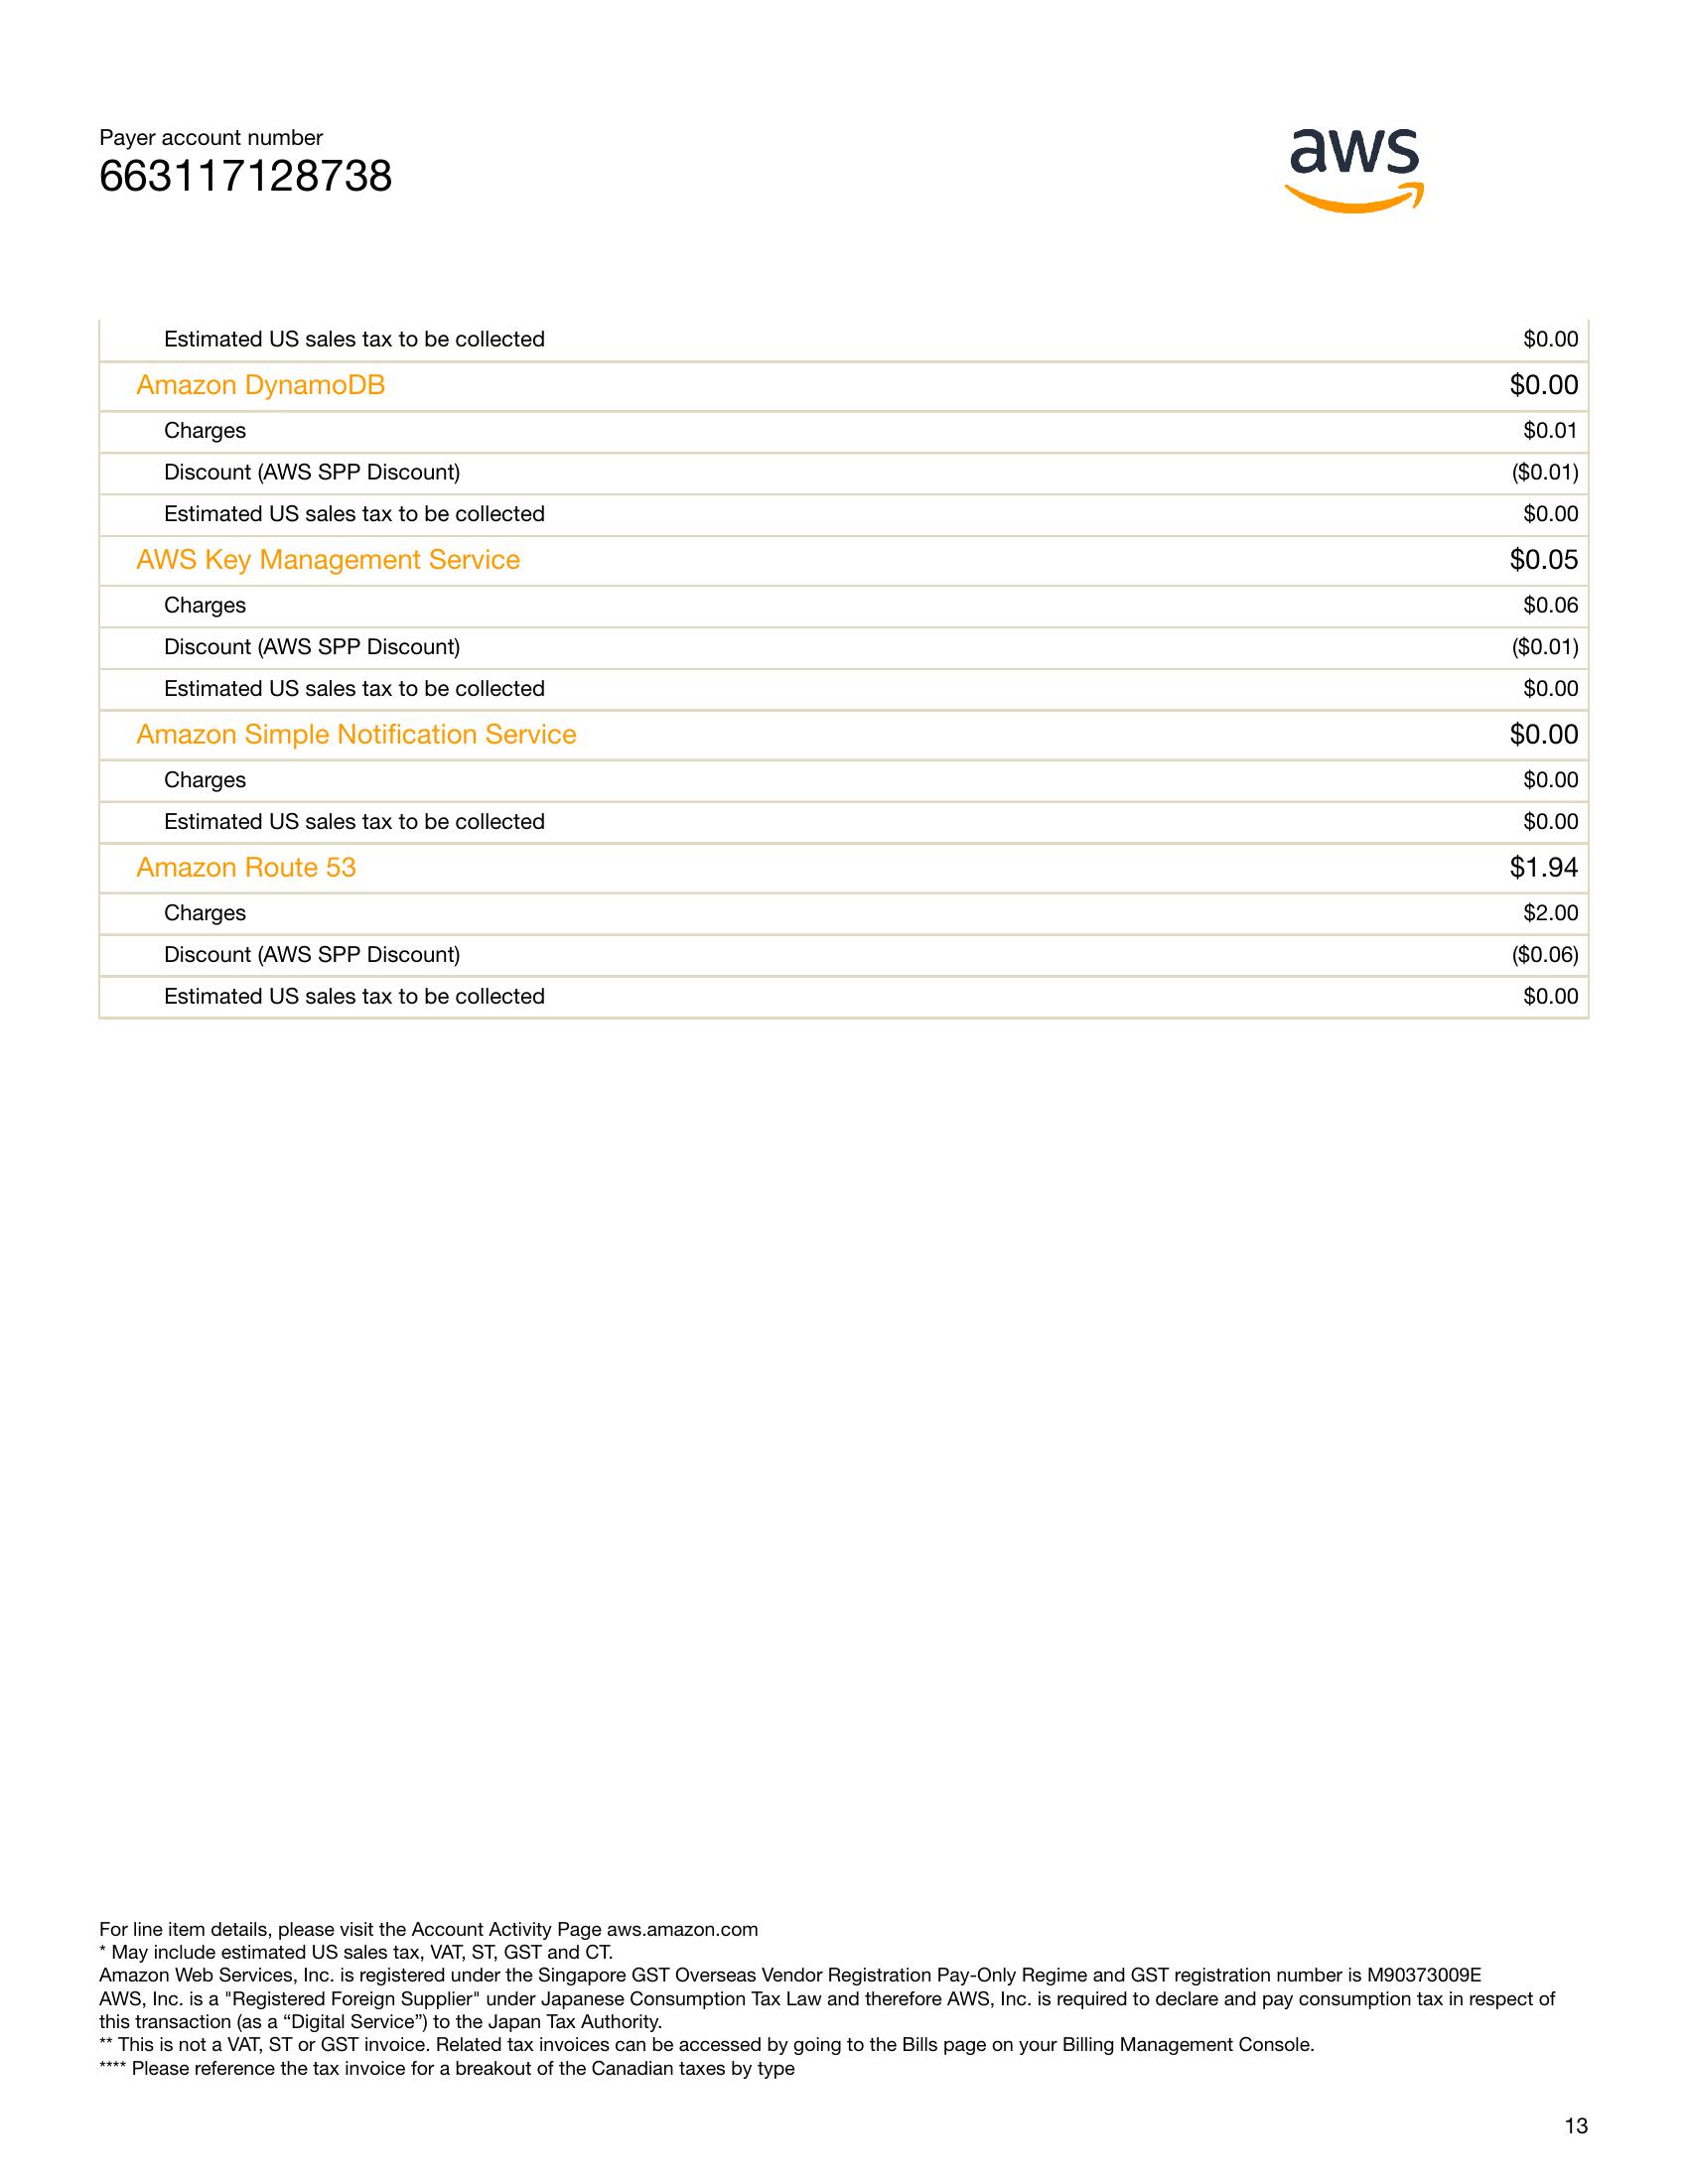 Payer account number
663117128738
aws
Estimated US sales tax to be collected $0.00
Amazon DynamoDB $0.00
Charges $0.01
Discount (AWS SPP Discount) ($0.01)
Estimated US sales tax to be collected $0.00
AWS Key Management Service $0.05
Charges $0.06
Discount (AWS SPP Discount) ($0.01)
Estimated US sales tax to be collected $0.00
Amazon Simple Notification Service $0.00
Charges $0.00
Estimated US sales tax to be collected $0.00
Amazon Route 53 $1.94
Charges $2.00
Discount (AWS SPP Discount) ($0.06)
Estimated US sales tax to be collected $0.00
For line item details, please visit the Account Activity Page aws.amazon.com
* May include estimated US sales tax, VAT, ST, GST and CT.
Amazon Web Services, Inc. is registered under the Singapore GST Overseas Vendor Registration Pay-Only Regime and GST registration number is M90373009E
AWS, Inc. is a "Registered Foreign Supplier" under Japanese Consumption Tax Law and therefore AWS, Inc. is required to declare and pay consumption tax in respect of
this transaction (as a “Digital Service”) to the Japan Tax Authority.
** This is not a VAT, ST or GST invoice. Related tax invoices can be accessed by going to the Bills page on your Billing Management Console.
**** Please reference the tax invoice for a breakout of the Canadian taxes by type
13